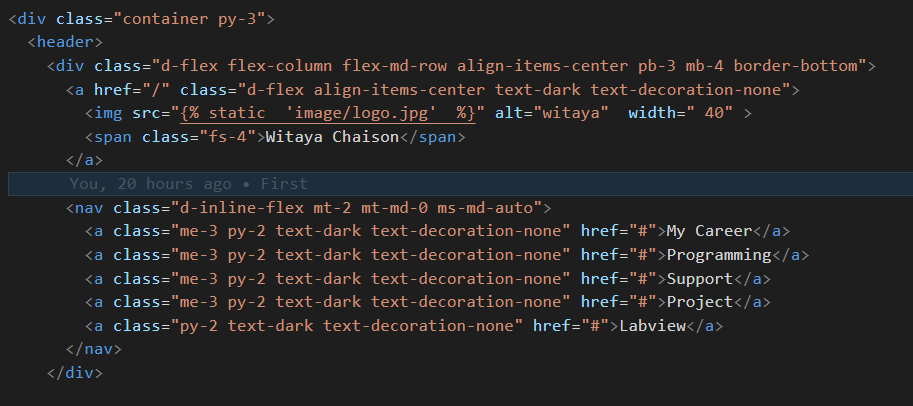 <div class="container py-3">
  <header>
    <div class="d-flex flex-column flex-md-row align-items-center pb-3 mb-4 border-bottom">
      <a href="/" class="d-flex align-items-center text-dark text-decoration-none">
        <img src="{% static  'image/logo.jpg'  %}" alt="witaya"  width=" 40" >
        <span class="fs-4">Witaya Chaison</span>
      </a>
      You, 20 hours ago • First
      <nav class="d-inline-flex mt-2 mt-md-0 ms-md-auto">
        <a class="me-3 py-2 text-dark text-decoration-none" href="#">My Career</a>
        <a class="me-3 py-2 text-dark text-decoration-none" href="#">Programming</a>
        <a class="me-3 py-2 text-dark text-decoration-none" href="#">Support</a>
        <a class="me-3 py-2 text-dark text-decoration-none" href="#">Project</a>
        <a class="py-2 text-dark text-decoration-none" href="#">Labview</a>
      </nav>
    </div>